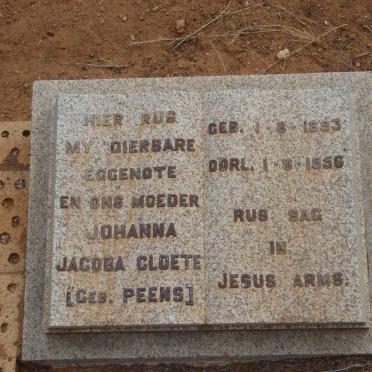 HIER RUS
MY DIERBARE
EGGENOTE
EN ONS MOEDER
JOHANNA
JACOBA CLOETE
[GEB. PEENS]
GEB. 1-8-1893
OORL. 1-8-1956
RUS SAG
IN
JESUS ARMS.